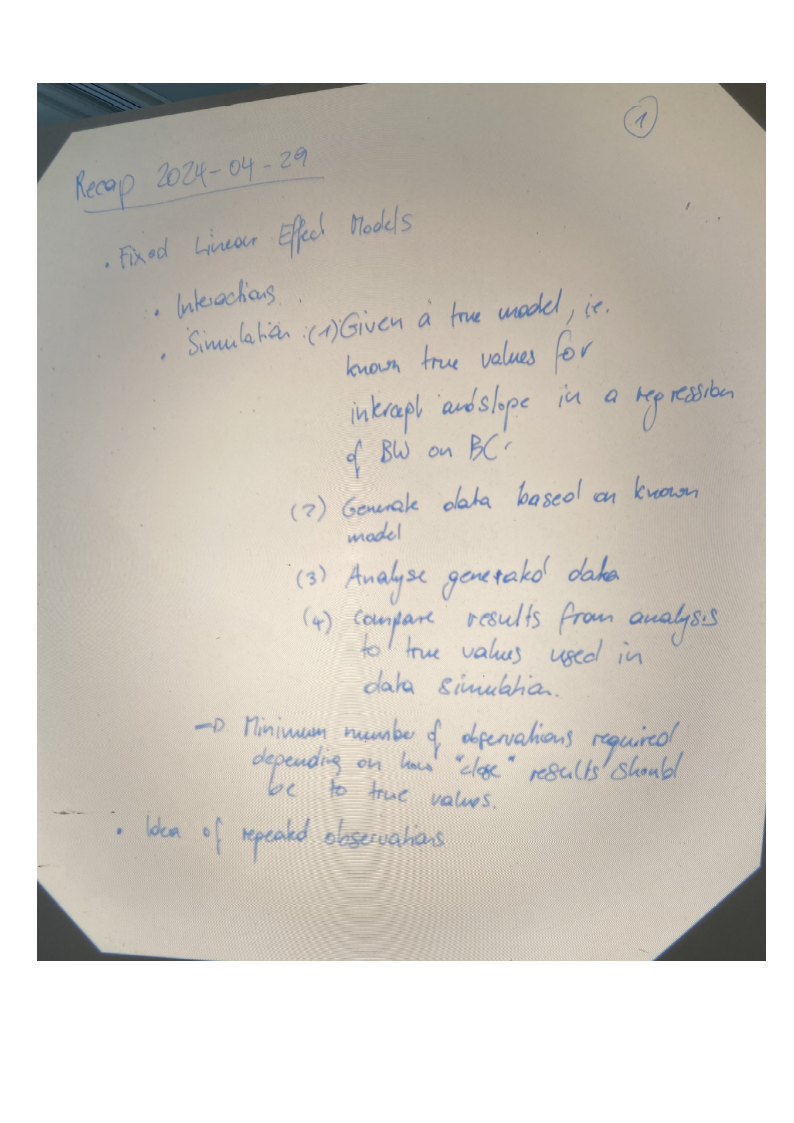 1
Recap 2024-04-29
• Fixed Linear Effect Models
• Interactions.
• Simulation: (1) Given a true model, i.e.
known true values for
intercept and slope in a regression
of BW on BC
(2) Generate data based on known
model
(3) Analyse generated data
(4) Compare results from analysis
to true values used in
data simulation.
→ Minimum number of observations required
depending on how "close" results should
be to true values.
• Idea of repeated observations